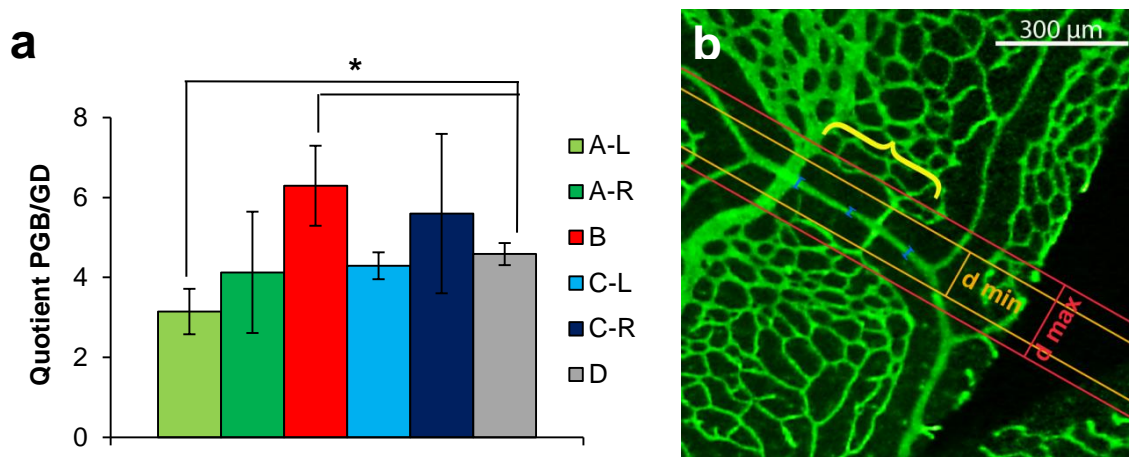 a
*
Quotient PGB/GD
8
6
4
2
0
A-L
A-R
B
C-L
C-R
D
b
300 µm
d min
d max